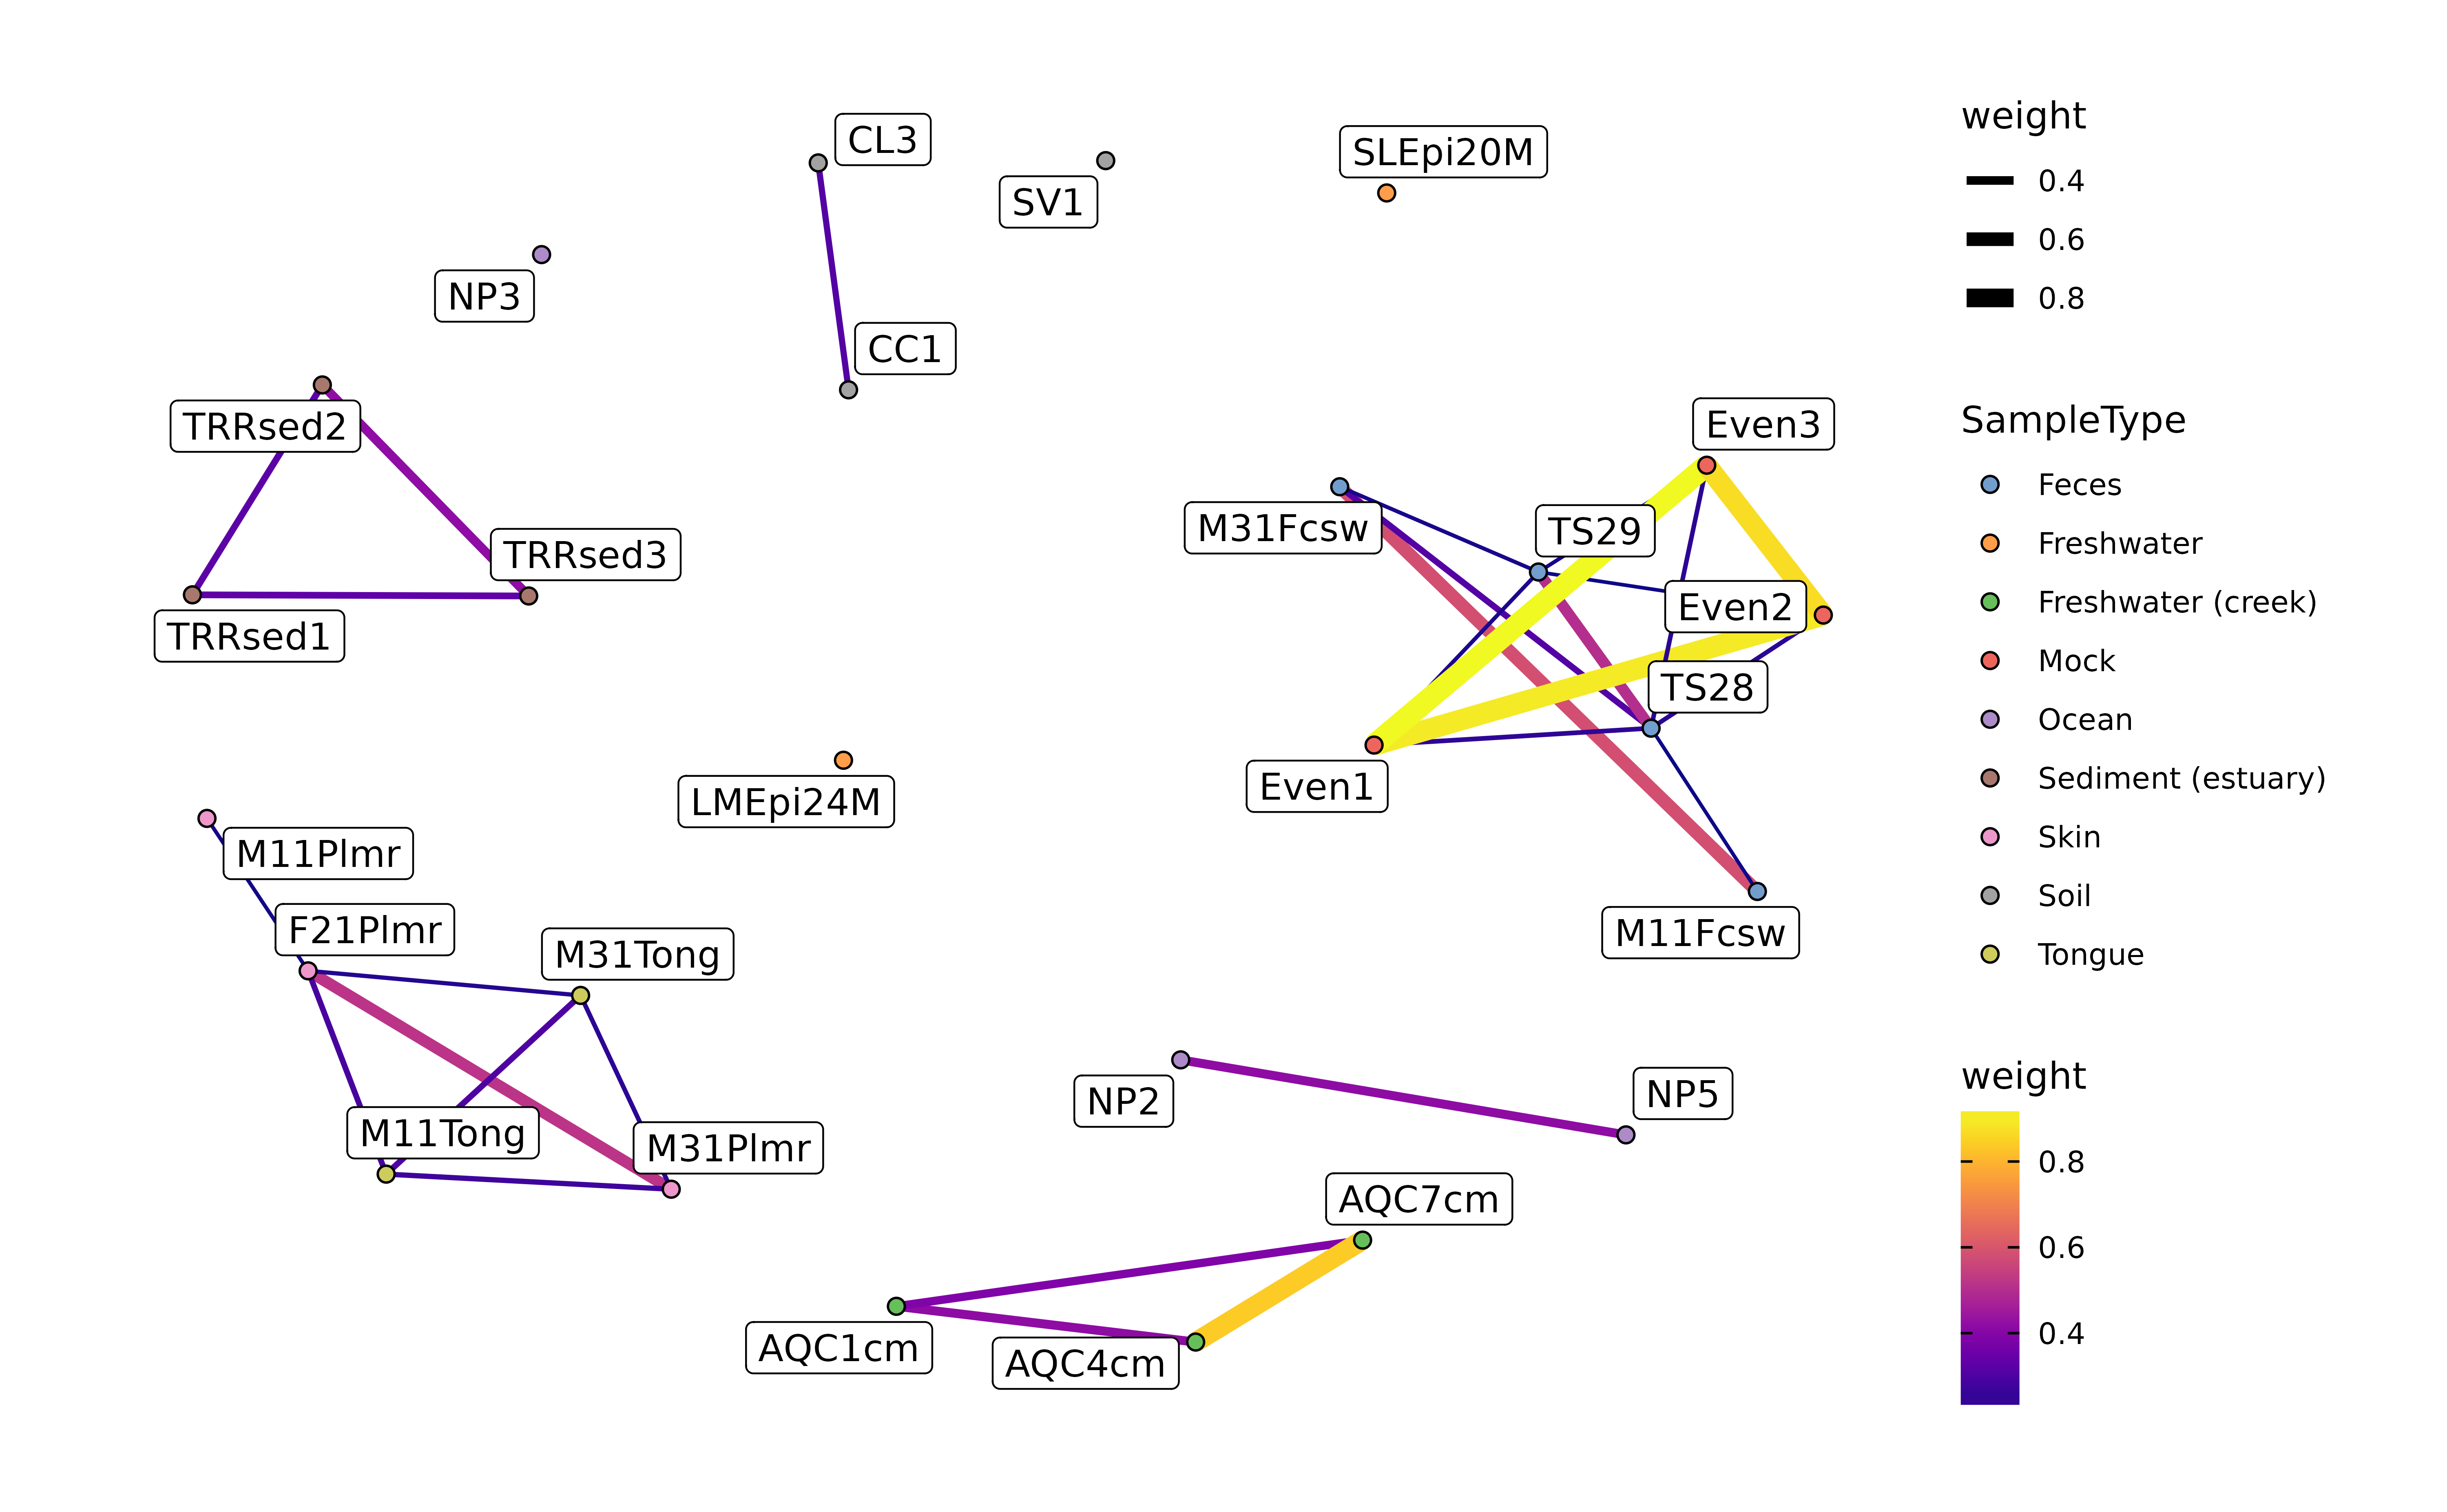 CL3
SV1
SLEpi20M
NP3
CC1
TRRsed2
TRRsed3
TRRsed1
M31Fcsw
TS29
Even3
Even2
TS28
Even1
M11Fcsw
LMEpi24M
M11Plmr
F21Plmr
M31Tong
M11Tong
M31Plmr
NP2
NP5
AQC7cm
AQC1cm
AQC4cm
weight
0.4
0.6
0.8
SampleType
Feces
Freshwater
Freshwater (creek)
Mock
Ocean
Sediment (estuary)
Skin
Soil
Tongue
weight
0.8
0.6
0.4